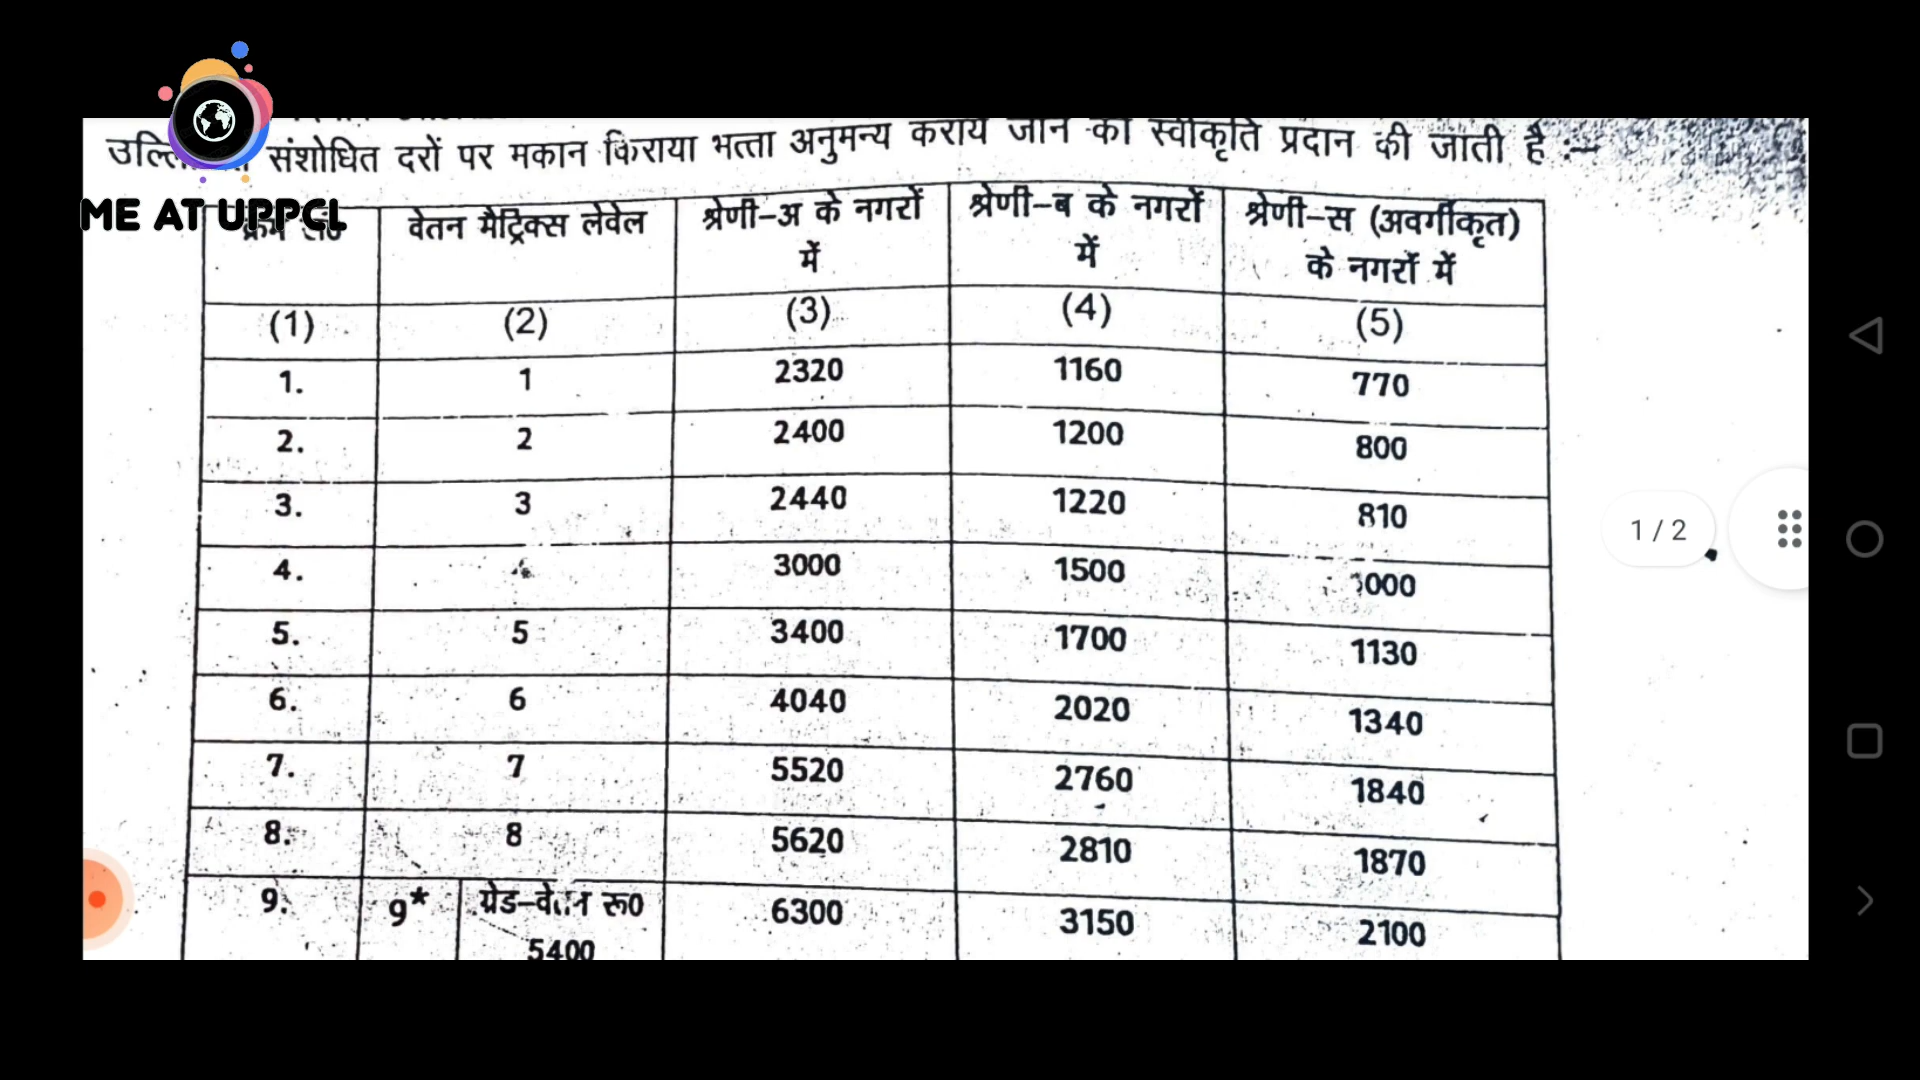 संशोधित दरों पर मकान किराया भत्ता अनुमन्य कराये जाने की स्वीकृति प्रदान की जाती है :—
ME AT UPPCL
वेतन मैट्रिक्स लेवेल श्रेणी–अ के नगरों में श्रेणी–ब के नगरों में श्रेणी–स (अवर्गीकृत) के नगरों में
(1) (2) (3) (4) (5)
1. 1 2320 1160 770
2. 2 2400 1200 800
3. 3 2440 1220 810
4. 3000 1500
5. 5 3400 1700 1130
6. 6 4040 2020 1340
7. 7 5520 2760 1840
8. 8 5620 2810 1870
9. 9* ग्रेड–वेतन रू0 6300 3150 2100
5400
1 / 2